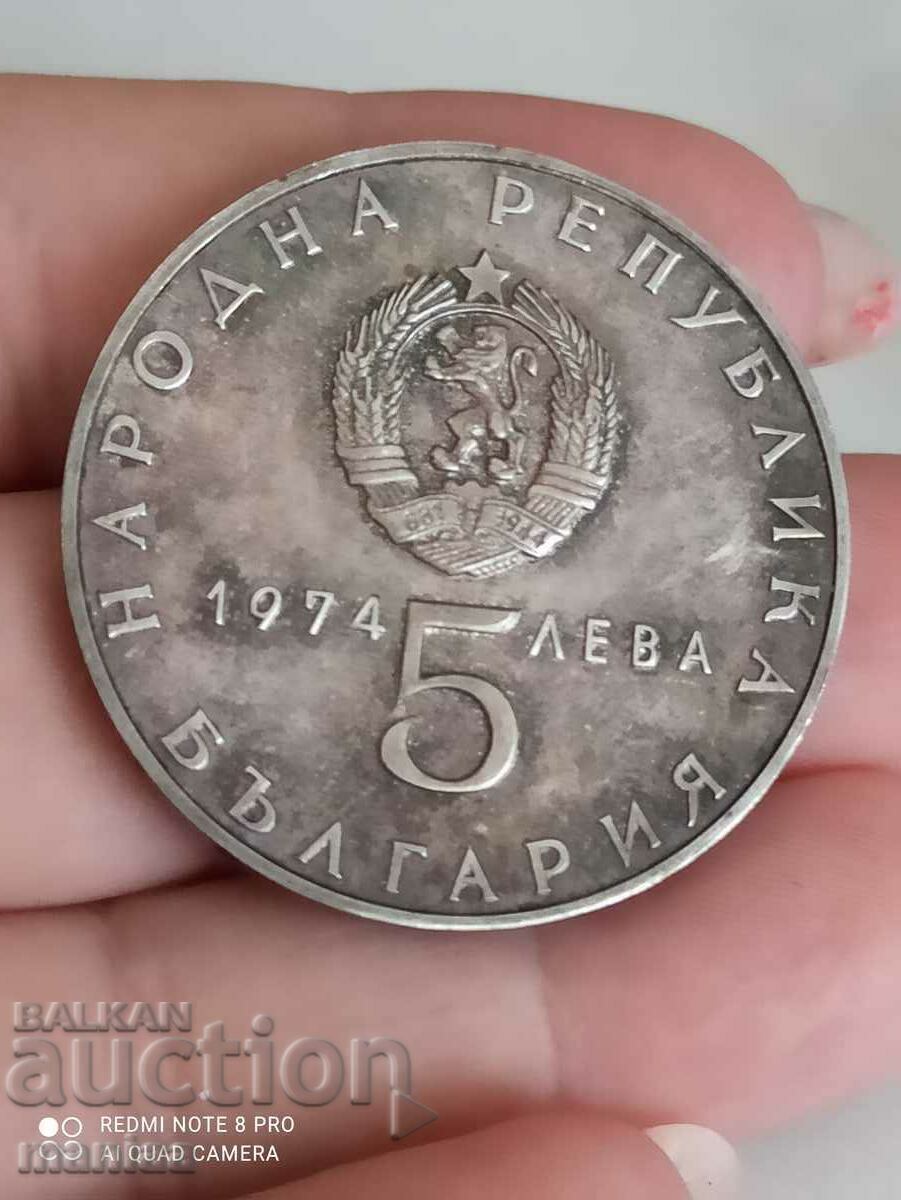 НАРОДНА РЕПУБЛИКА
БЪЛГАРИЯ
1974 5 ЛЕВА
681 1944
BALKAN
auction
REDMI NOTE 8 PRO
AI QUAD CAMERA